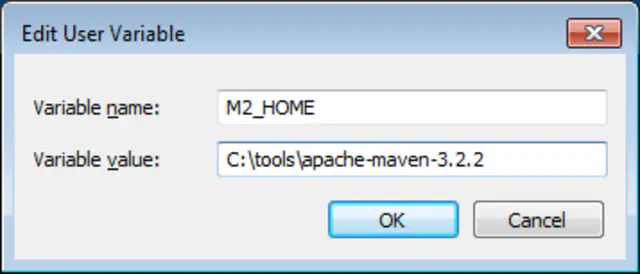 Edit User Variable
Variable name: M2_HOME
Variable value: C:\tools\apache-maven-3.2.2
OK Cancel